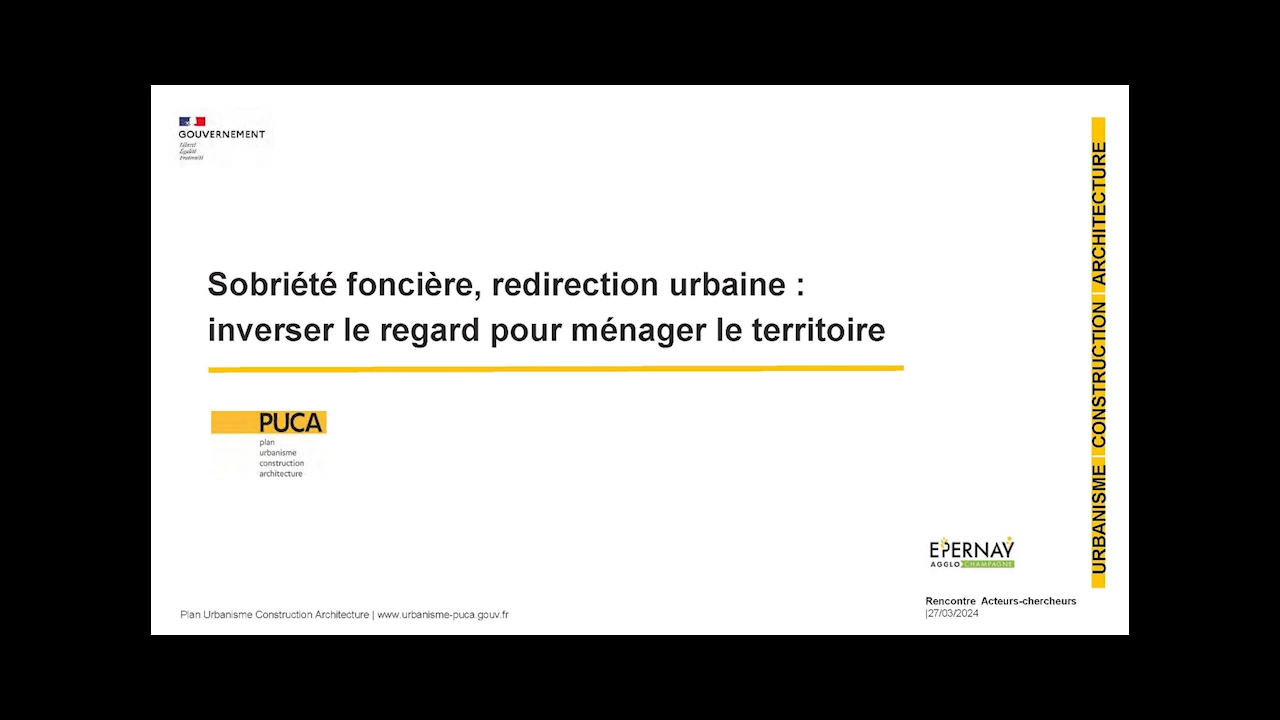 GOUVERNEMENT
Liberté
Égalité
Fraternité
Sobriété foncière, redirection urbaine :
inverser le regard pour ménager le territoire
PUCA
plan
urbanisme
construction
architecture
URBANISME CONSTRUCTION ARCHITECTURE
EPERNAY
AGGLO CHAMPAGNE
Rencontre Acteurs-chercheurs
|27/03/2024
Plan Urbanisme Construction Architecture | www.urbanisme-puca.gouv.fr